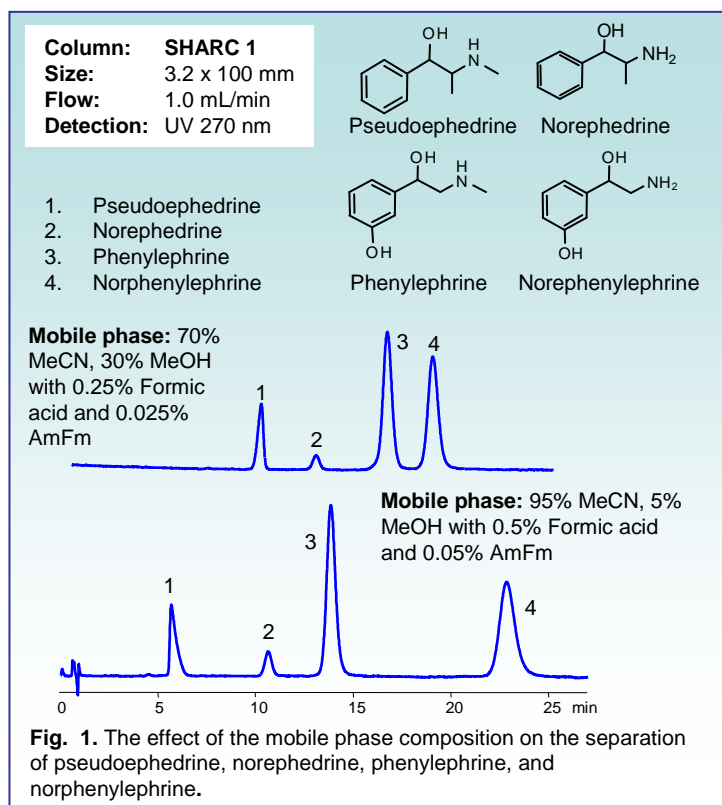 Column: SHARC 1
Size: 3.2 x 100 mm
Flow: 1.0 mL/min
Detection: UV 270 nm
OH
H
N
Pseudoephedrine
OH
NH2
Norephedrine
1. Pseudoephedrine
2. Norephedrine
3. Phenylephrine
4. Norphenylephrine
OH
H
N
OH
Phenylephrine
OH
NH2
OH
Norephenylephrine
Mobile phase: 70%
MeCN, 30% MeOH
with 0.25% Formic
acid and 0.025%
AmFm
1
2
3
4
Mobile phase: 95% MeCN, 5%
MeOH with 0.5% Formic acid
and 0.05% AmFm
1
2
3
4
0 5 10 15 20 25 min
Fig. 1. The effect of the mobile phase composition on the separation
of pseudoephedrine, norephedrine, phenylephrine, and
norphenylephrine.